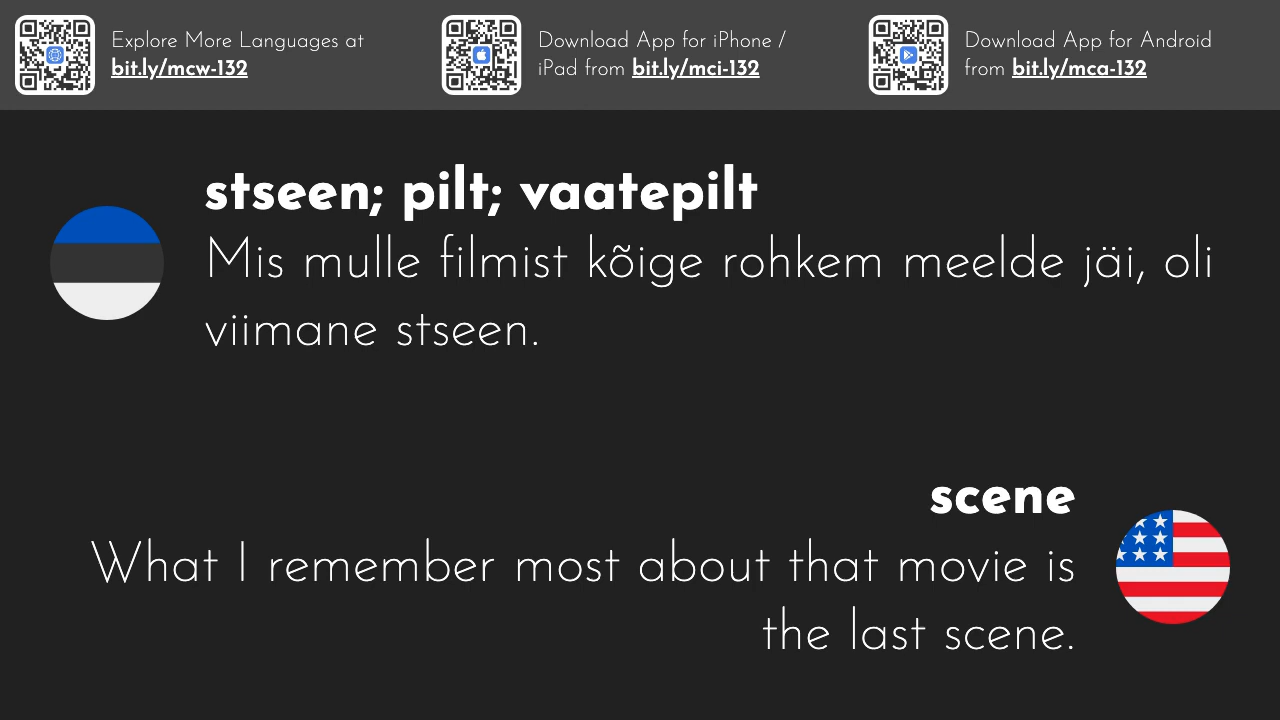 Explore More Languages at
bit.ly/mcw-132
Download App for iPhone /
iPad from bit.ly/mci-132
Download App for Android
from bit.ly/mca-132
stseen; pilt; vaatepilt
Mis mulle filmist kõige rohkem meelde jäi, oli
viimane stseen.
scene
What I remember most about that movie is
the last scene.